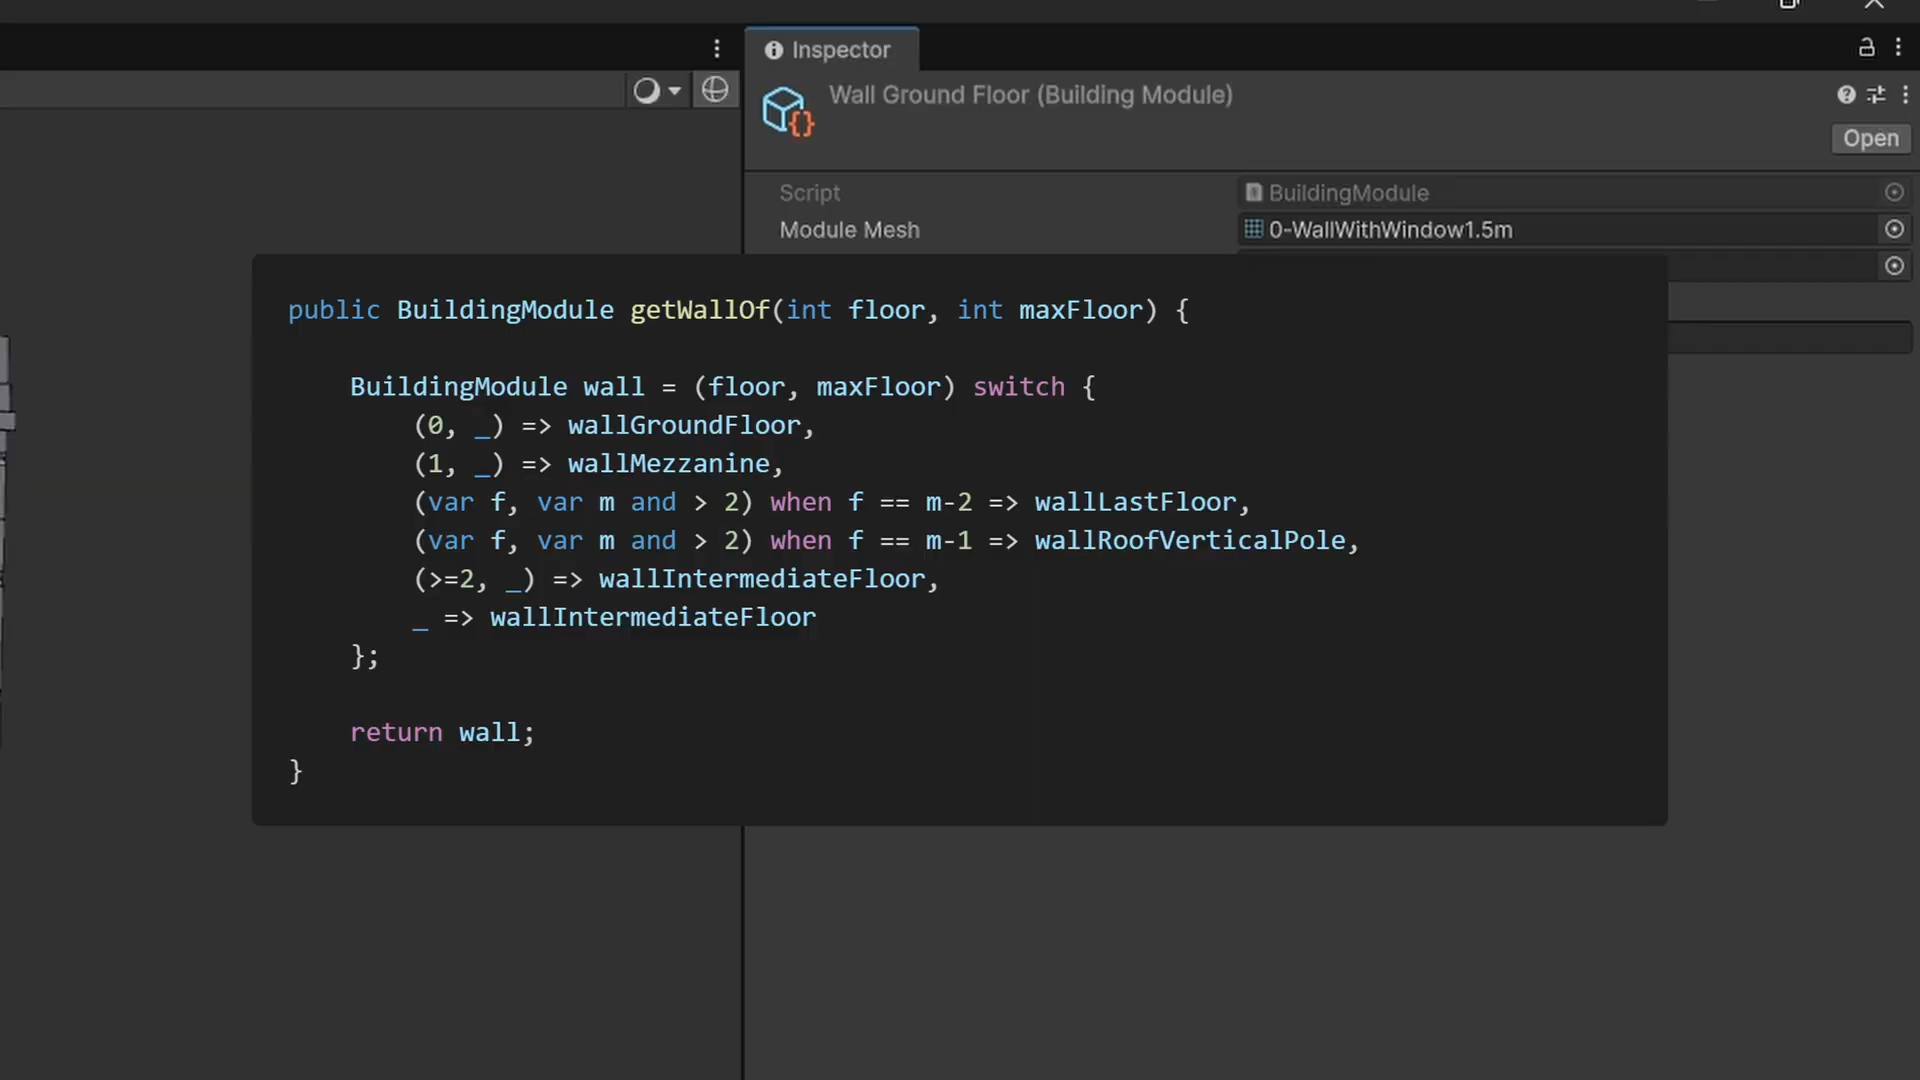 Inspector
Wall Ground Floor (Building Module)
Open
Script
BuildingModule
Module Mesh
0-WallWithWindow1.5m
public BuildingModule getWallOf(int floor, int maxFloor) {
BuildingModule wall = (floor, maxFloor) switch {
(0, _) => wallGroundFloor,
(1, _) => wallMezzanine,
(var f, var m and > 2) when f == m-2 => wallLastFloor,
(var f, var m and > 2) when f == m-1 => wallRoofVerticalPole,
(>=2, _) => wallIntermediateFloor,
_ => wallIntermediateFloor
};
return wall;
}